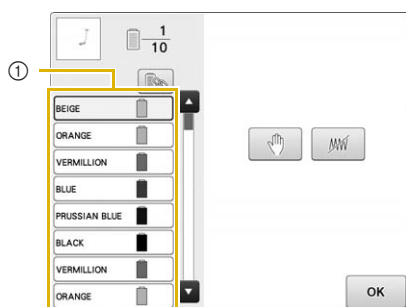 1
10
①
BEIGE
ORANGE
VERMILLION
BLUE
PRUSSIAN BLUE
BLACK
VERMILLION
ORANGE
OK